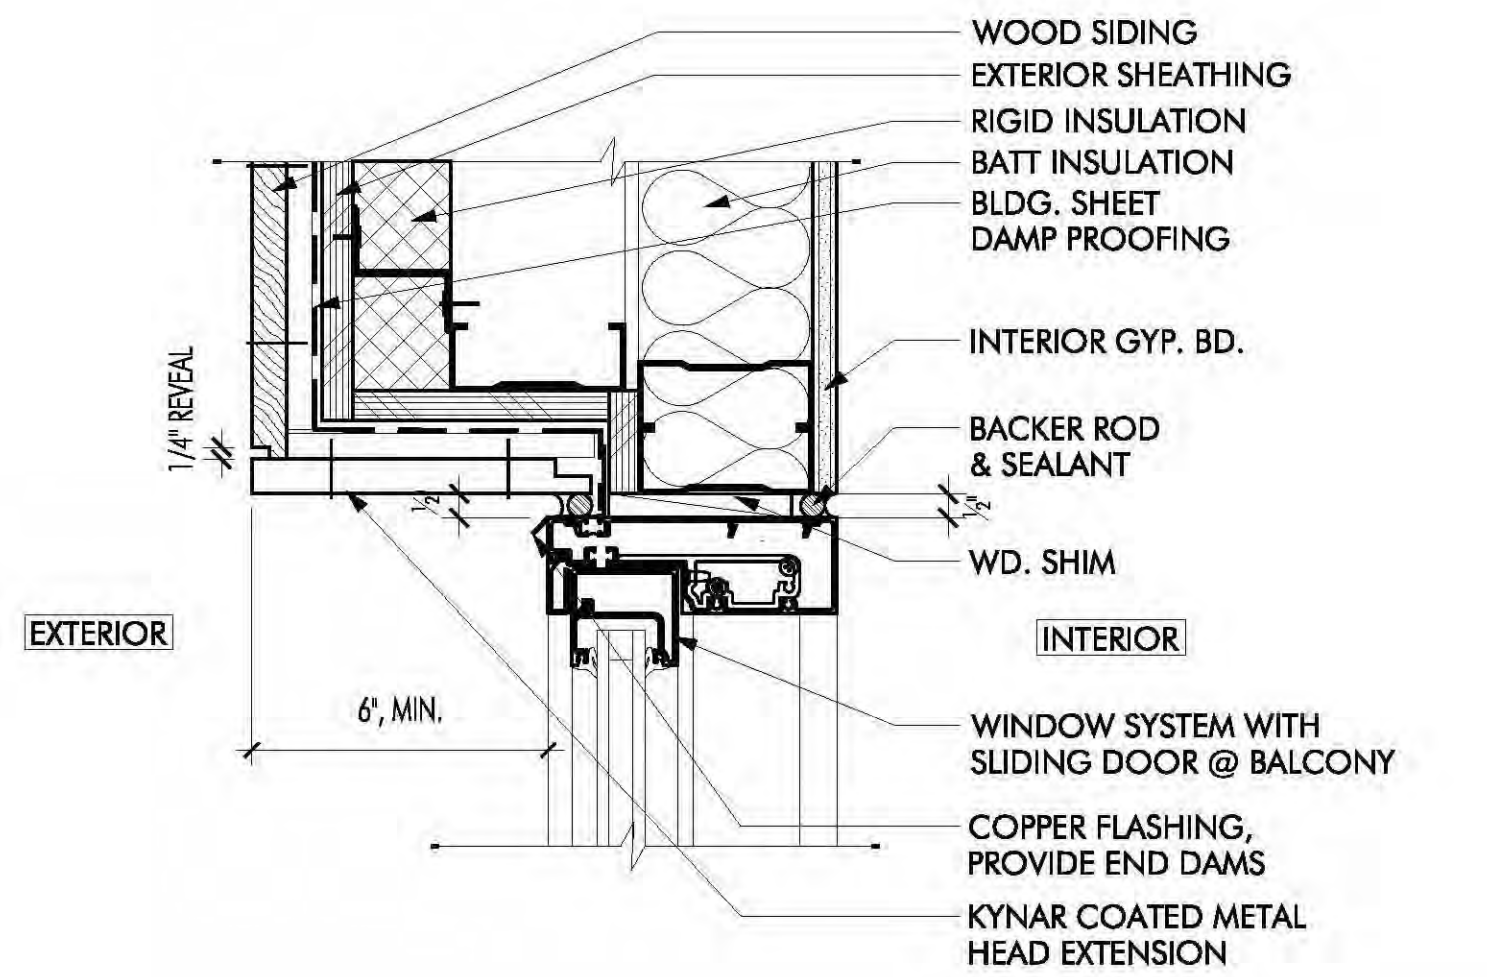 WOOD SIDING
EXTERIOR SHEATHING
RIGID INSULATION
BATT INSULATION
BLDG. SHEET
DAMP PROOFING
INTERIOR GYP. BD.
1/4" REVEAL
BACKER ROD
& SEALANT
1/2"
1/2"
WD. SHIM
EXTERIOR
INTERIOR
6", MIN.
WINDOW SYSTEM WITH
SLIDING DOOR @ BALCONY
COPPER FLASHING,
PROVIDE END DAMS
KYNAR COATED METAL
HEAD EXTENSION